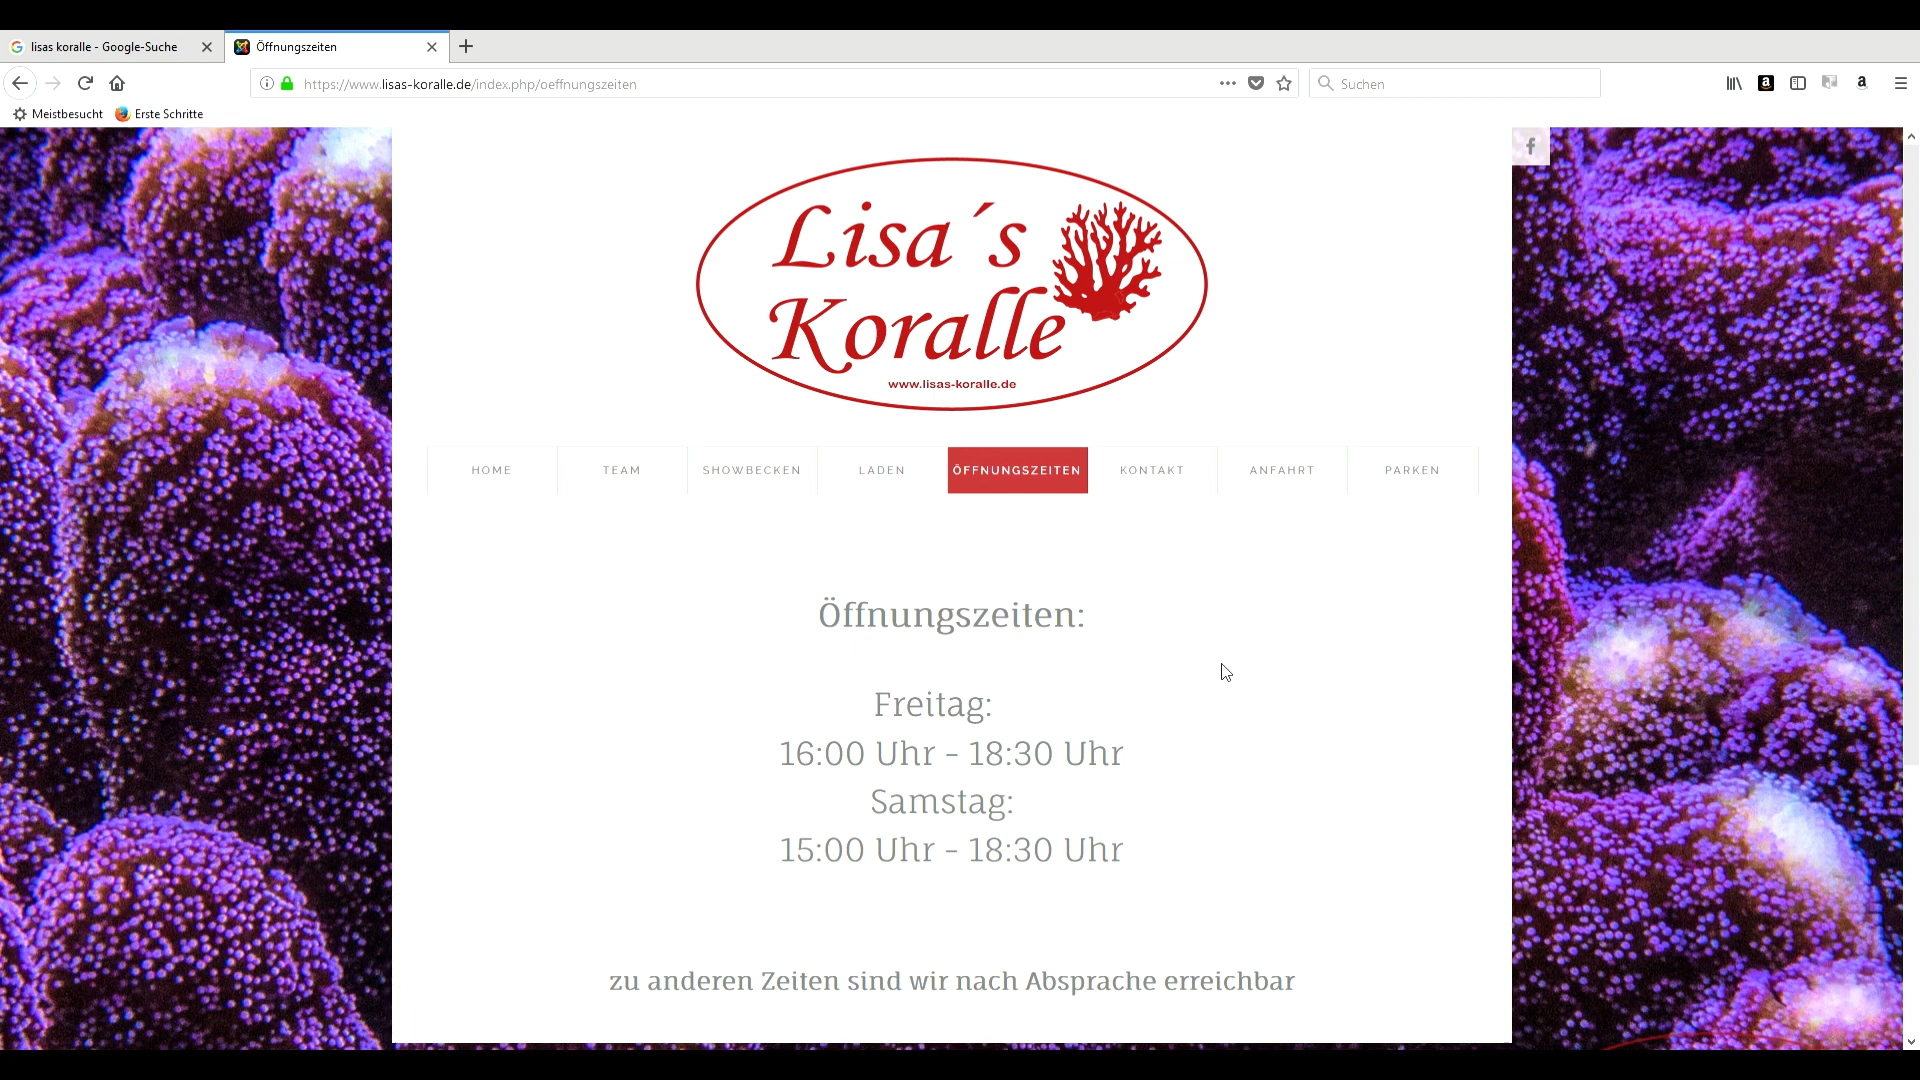 lisas koralle - Google-Suche
Öffnungszeiten
https://www.lisas-koralle.de/index.php/oeffnungszeiten
Suchen
Meistbesucht
Erste Schritte
Lisa´s
Koralle
www.lisas-koralle.de
HOME TEAM SHOWBECKEN LADEN ÖFFNUNGSZEITEN KONTAKT ANFAHRT PARKEN
Öffnungszeiten:
Freitag:
16:00 Uhr - 18:30 Uhr
Samstag:
15:00 Uhr - 18:30 Uhr
zu anderen Zeiten sind wir nach Absprache erreichbar